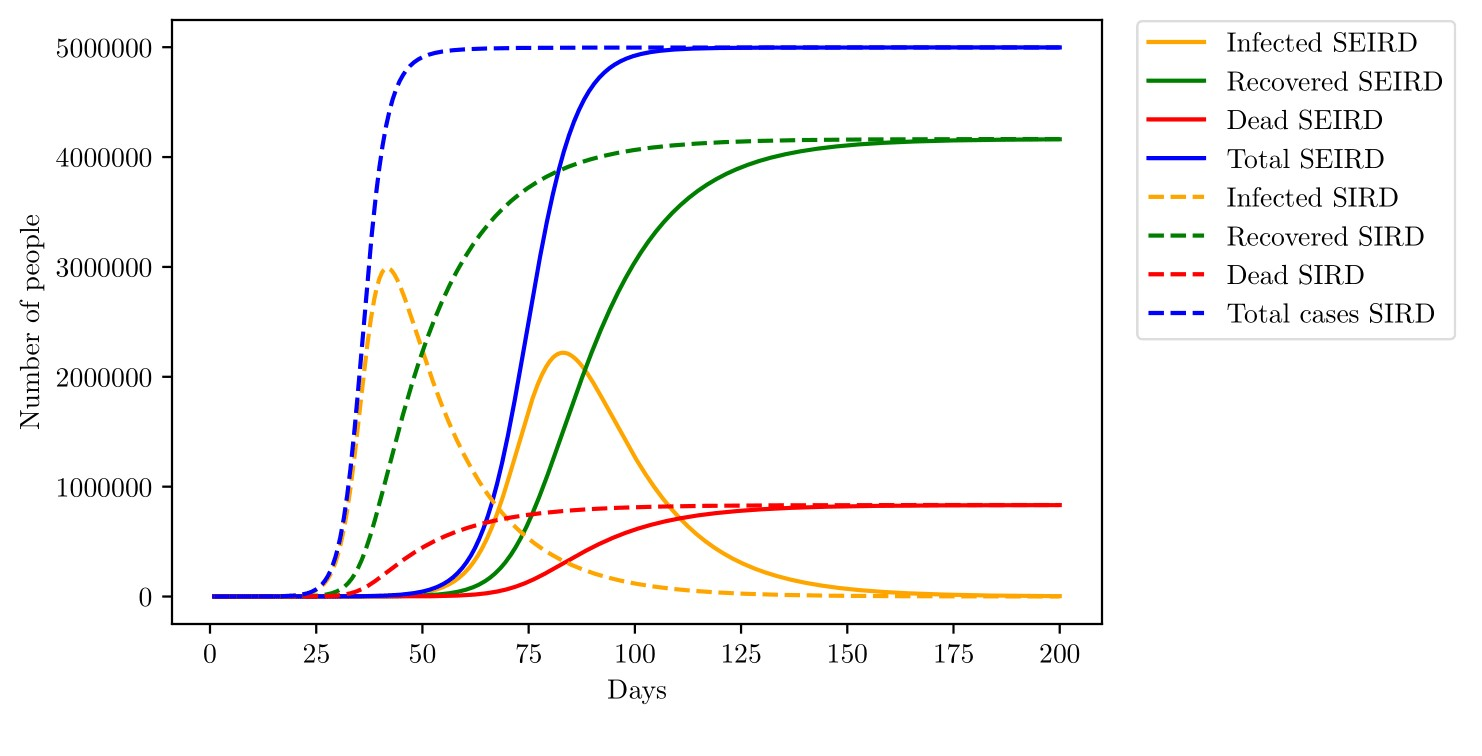 5000000
4000000
3000000
2000000
1000000
0
Number of people
0 25 50 75 100 125 150 175 200
Days
Infected SEIRD
Recovered SEIRD
Dead SEIRD
Total SEIRD
Infected SIRD
Recovered SIRD
Dead SIRD
Total cases SIRD